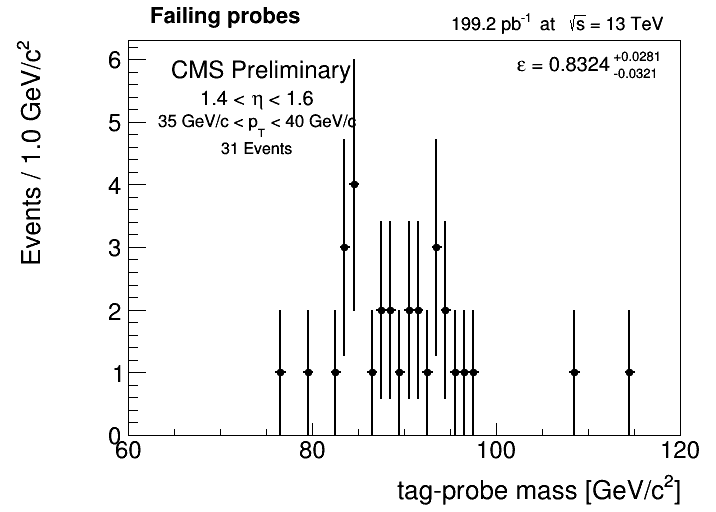 Failing probes
199.2 pb⁻¹ at √s = 13 TeV
CMS Preliminary
ε = 0.8324 +0.0281 -0.0321
1.4 < η < 1.6
35 GeV/c < p_T < 40 GeV/c
31 Events
Events / 1.0 GeV/c²
6
5
4
3
2
1
0
60 80 100 120
tag-probe mass [GeV/c²]